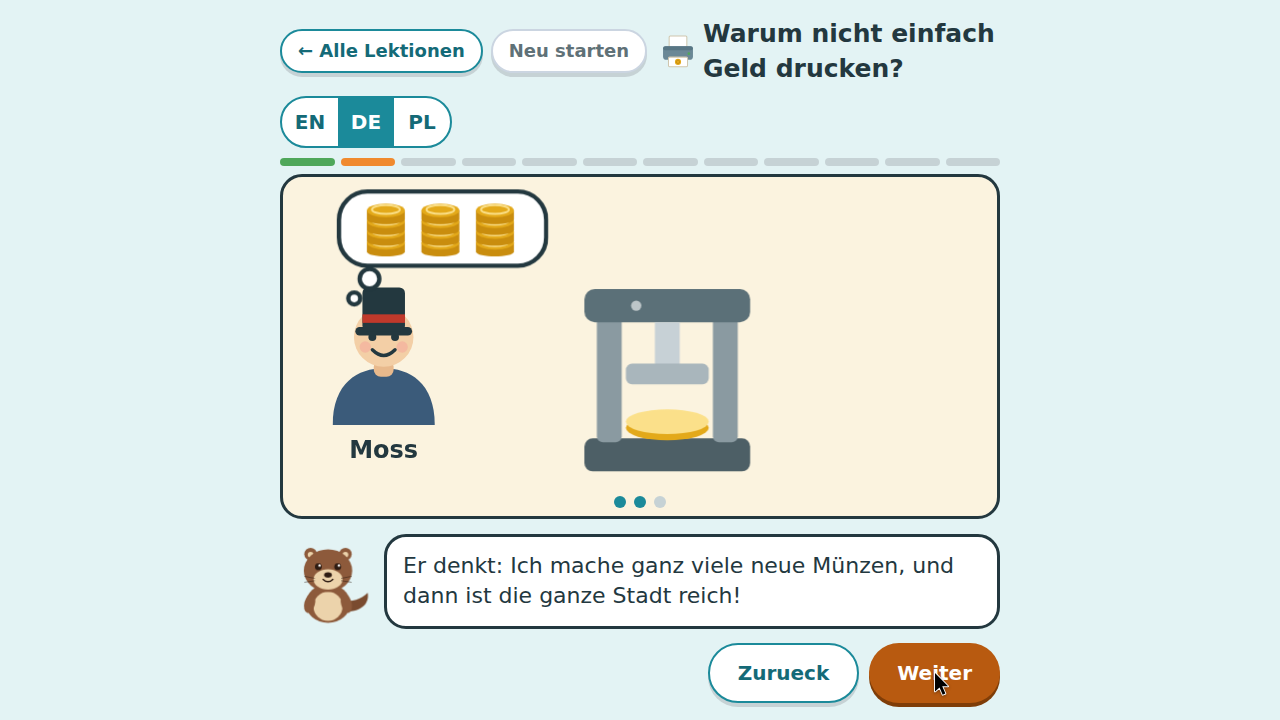 ← Alle Lektionen
Neu starten
Warum nicht einfach
Geld drucken?
EN DE PL
Moss
Er denkt: Ich mache ganz viele neue Münzen, und
dann ist die ganze Stadt reich!
Zurueck
Weiter